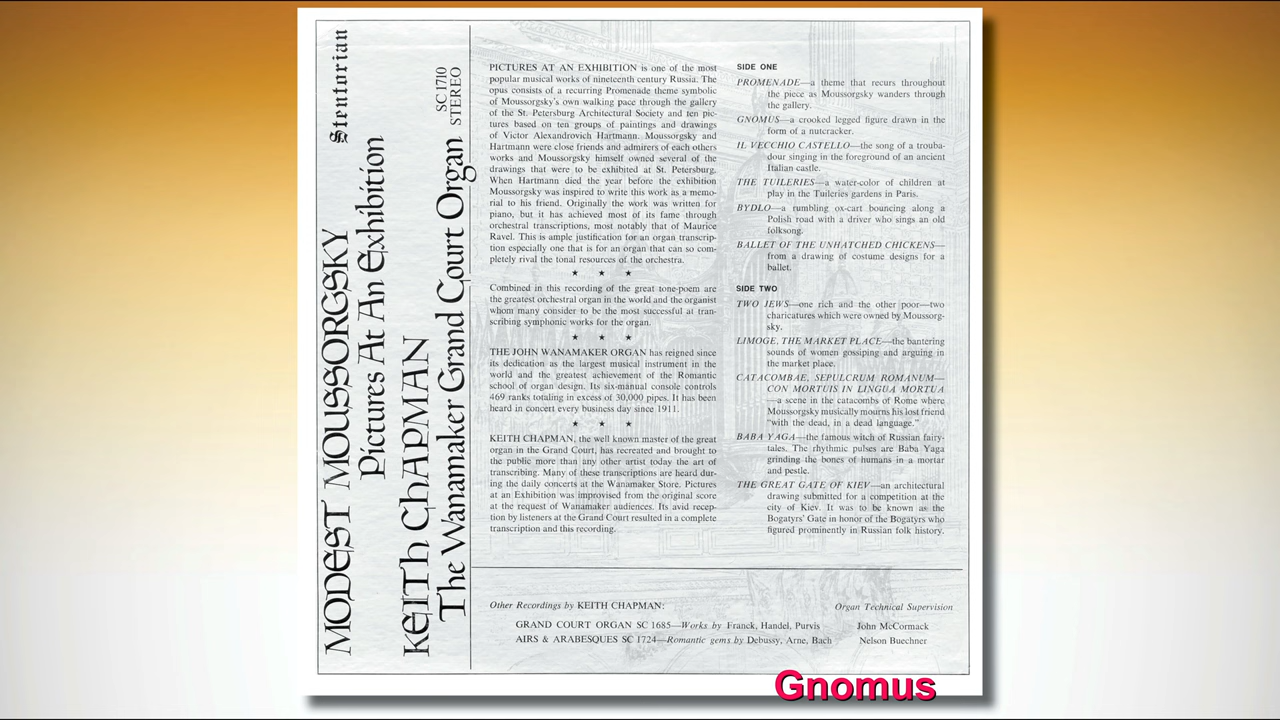 Stentorian
MODEST MOUSSORGSKY
Pictures At An Exhibition
KEITH CHAPMAN
The Wanamaker Grand Court Organ
SC 1710
STEREO
PICTURES AT AN EXHIBITION is one of the most
popular musical works of nineteenth century Russia. The
opus consists of a recurring Promenade theme symbolic
of Moussorgsky's own walking pace through the gallery
of the St. Petersburg Architectural Society and ten pic-
tures based on ten groups of paintings and drawings
of Victor Alexandrovich Hartmann. Moussorgsky and
Hartmann were close friends and admirers of each others
works and Moussorgsky himself owned several of the
drawings that were to be exhibited at St. Petersburg.
When Hartmann died the year before the exhibition
Moussorgsky was inspired to write this work as a memo-
rial to his friend. Originally the work was written for
piano, but it has achieved most of its fame through
orchestral transcriptions, most notably that of Maurice
Ravel. This is ample justification for an organ transcrip-
tion especially one that is for an organ that can so com-
pletely rival the tonal resources of the orchestra.
★ ★ ★
Combined in this recording of the great tone-poem are
the greatest orchestral organ in the world and the organist
whom many consider to be the most successful at tran-
scribing symphonic works for the organ.
★ ★ ★
THE JOHN WANAMAKER ORGAN has reigned since
its dedication as the largest musical instrument in the
world and the greatest achievement of the Romantic
school of organ design. Its six-manual console controls
469 ranks totaling in excess of 30,000 pipes. It has been
heard in concert every business day since 1911.
★ ★ ★
KEITH CHAPMAN, the well known master of the great
organ in the Grand Court, has recreated and brought to
the public more than any other artist today the art of
transcribing. Many of these transcriptions are heard dur-
ing the daily concerts at the Wanamaker Store. Pictures
at an Exhibition was improvised from the original score
at the request of Wanamaker audiences. Its avid recep-
tion by listeners at the Grand Court resulted in a complete
transcription and this recording.
SIDE ONE
PROMENADE—a theme that recurs throughout
the piece as Moussorgsky wanders through
the gallery.
GNOMUS—a crooked legged figure drawn in the
form of a nutcracker.
IL VECCHIO CASTELLO—the song of a trouba-
dour singing in the foreground of an ancient
Italian castle.
THE TUILERIES—a water-color of children at
play in the Tuileries gardens in Paris.
BYDLO—a rumbling ox-cart bouncing along a
Polish road with a driver who sings an old
folksong.
BALLET OF THE UNHATCHED CHICKENS—
from a drawing of costume designs for a
ballet.
SIDE TWO
TWO JEWS—one rich and the other poor—two
charicatures which were owned by Moussorg-
sky.
LIMOGE, THE MARKET PLACE—the bantering
sounds of women gossiping and arguing in
the market place.
CATACOMBAE, SEPULCRUM ROMANUM—
CON MORTUIS IN LINGUA MORTUA
—a scene in the catacombs of Rome where
Moussorgsky musically mourns his lost friend
"with the dead, in a dead language."
BABA YAGA—the famous witch of Russian fairy-
tales. The rhythmic pulses are Baba Yaga
grinding the bones of humans in a mortar
and pestle.
THE GREAT GATE OF KIEV—an architectural
drawing submitted for a competition at the
city of Kiev. It was to be known as the
Bogatyrs' Gate in honor of the Bogatyrs who
figured prominently in Russian folk history.
Other Recordings by KEITH CHAPMAN:
GRAND COURT ORGAN SC 1685—Works by Franck, Handel, Purvis
AIRS & ARABESQUES SC 1724—Romantic gems by Debussy, Arne, Bach
Organ Technical Supervision
John McCormack
Nelson Buechner
Gnomus